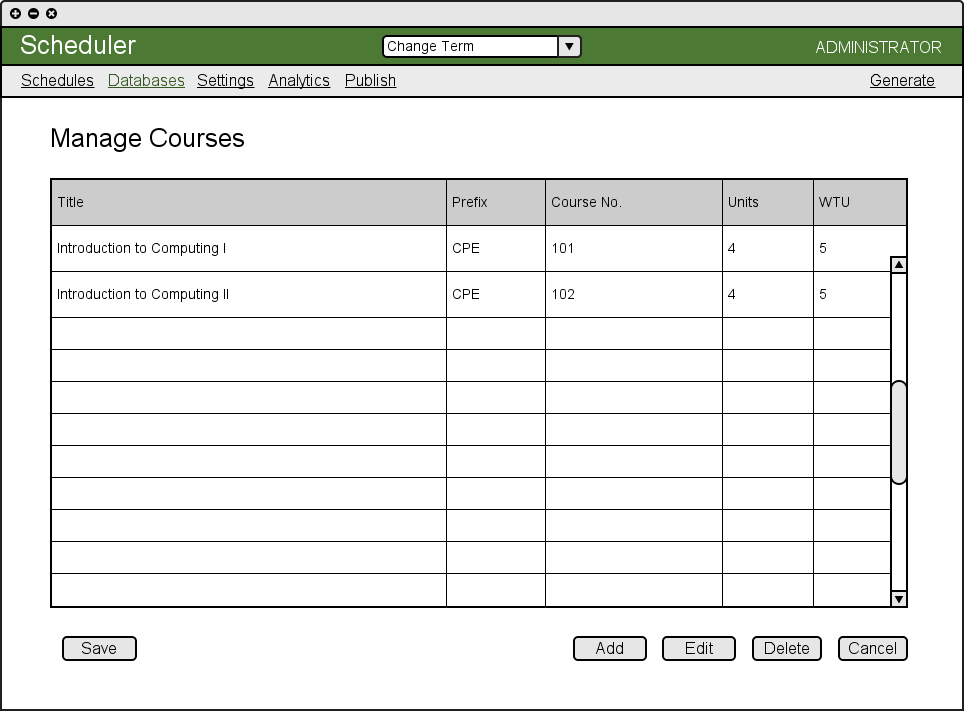 Scheduler Change Term ADMINISTRATOR
Schedules Databases Settings Analytics Publish Generate
Manage Courses
Title Prefix Course No. Units WTU
Introduction to Computing I CPE 101 4 5
Introduction to Computing II CPE 102 4 5
Save Add Edit Delete Cancel